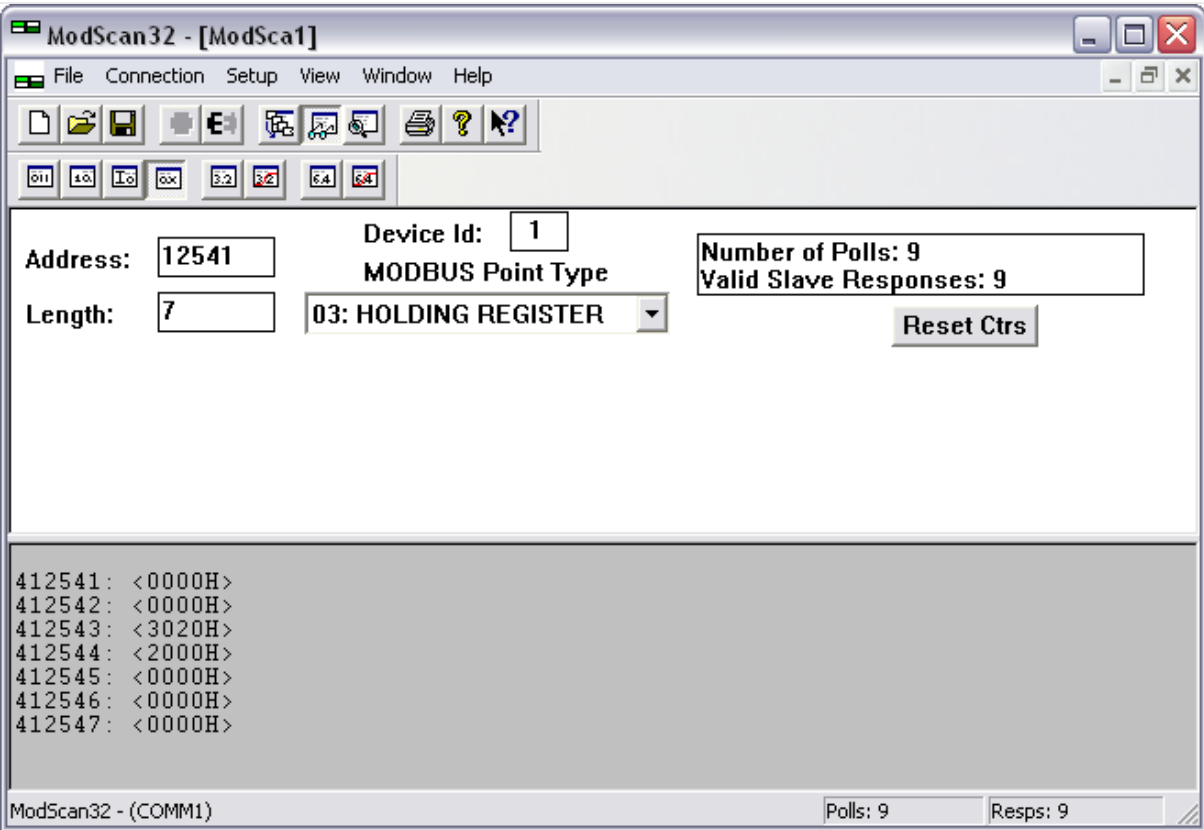 ModScan32 - [ModSca1]
File Connection Setup View Window Help
Device Id: 1
Address: 12541
MODBUS Point Type
Number of Polls: 9
Valid Slave Responses: 9
Length: 7
03: HOLDING REGISTER
Reset Ctrs
412541: <0000H>
412542: <0000H>
412543: <3020H>
412544: <2000H>
412545: <0000H>
412546: <0000H>
412547: <0000H>
ModScan32 - (COMM1)
Polls: 9
Resps: 9